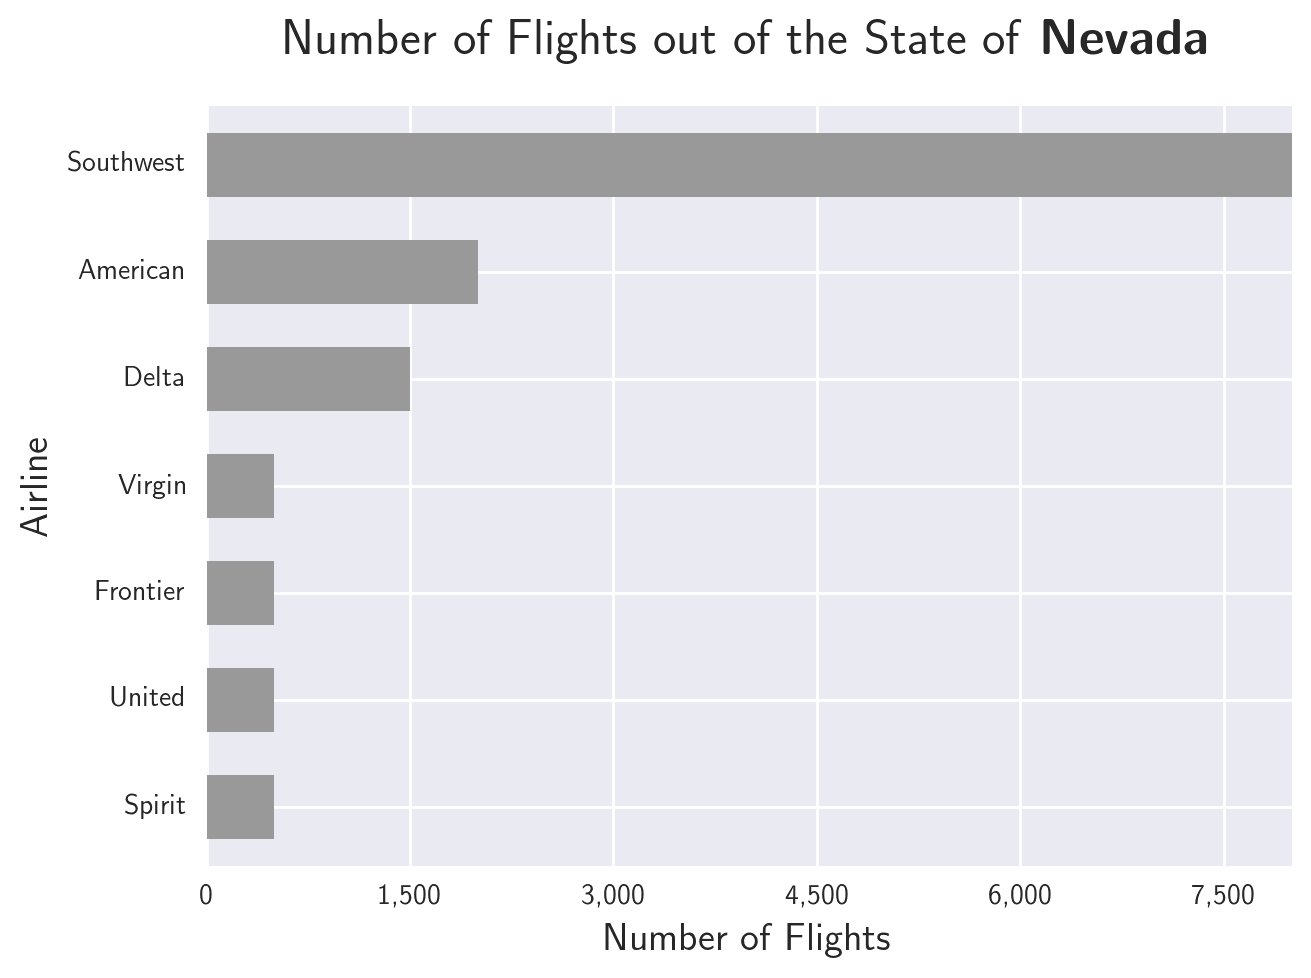 Number of Flights out of the State of Nevada
Southwest
American
Delta
Virgin
Frontier
United
Spirit
Airline
0 1,500 3,000 4,500 6,000 7,500
Number of Flights